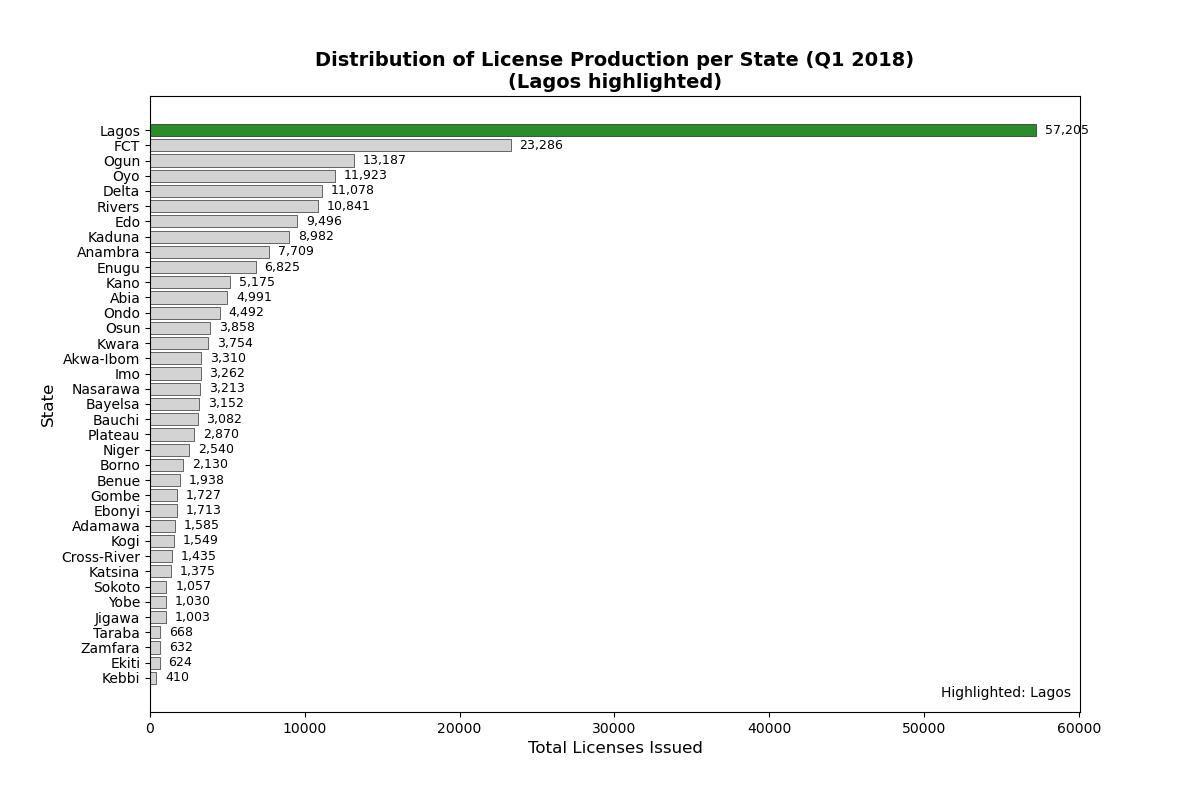 Distribution of License Production per State (Q1 2018)
(Lagos highlighted)
Lagos 57,205
FCT 23,286
Ogun 13,187
Oyo 11,923
Delta 11,078
Rivers 10,841
Edo 9,496
Kaduna 8,982
Anambra 7,709
Enugu 6,825
Kano 5,175
Abia 4,991
Ondo 4,492
Osun 3,858
Kwara 3,754
Akwa-Ibom 3,310
Imo 3,262
Nasarawa 3,213
Bayelsa 3,152
Bauchi 3,082
Plateau 2,870
Niger 2,540
Borno 2,130
Benue 1,938
Gombe 1,727
Ebonyi 1,713
Adamawa 1,585
Kogi 1,549
Cross-River 1,435
Katsina 1,375
Sokoto 1,057
Yobe 1,030
Jigawa 1,003
Taraba 668
Zamfara 632
Ekiti 624
Kebbi 410
State
Highlighted: Lagos
0 10000 20000 30000 40000 50000 60000
Total Licenses Issued